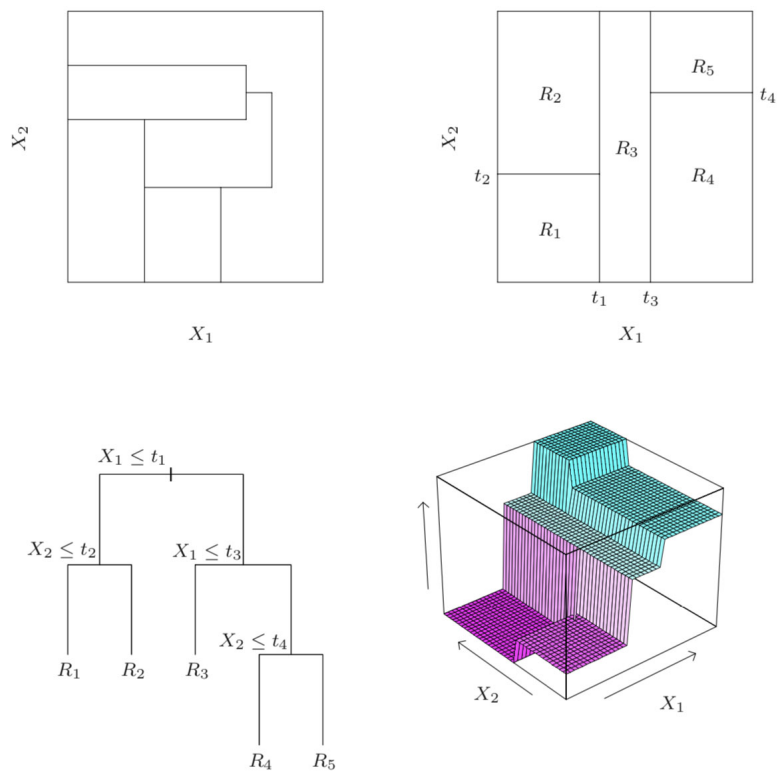 X₂
X₁
R₂
R₅
t₄
X₂
R₃
t₂
R₄
R₁
t₁
t₃
X₁
X₁ ≤ t₁
X₂ ≤ t₂
X₁ ≤ t₃
X₂ ≤ t₄
R₁
R₂
R₃
R₄
R₅
X₂
X₁